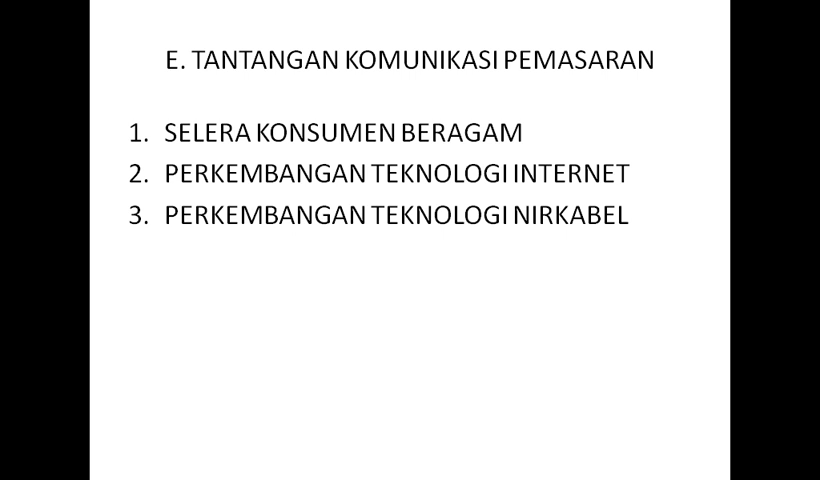 E. TANTANGAN KOMUNIKASI PEMASARAN
1. SELERA KONSUMEN BERAGAM
2. PERKEMBANGAN TEKNOLOGI INTERNET
3. PERKEMBANGAN TEKNOLOGI NIRKABEL